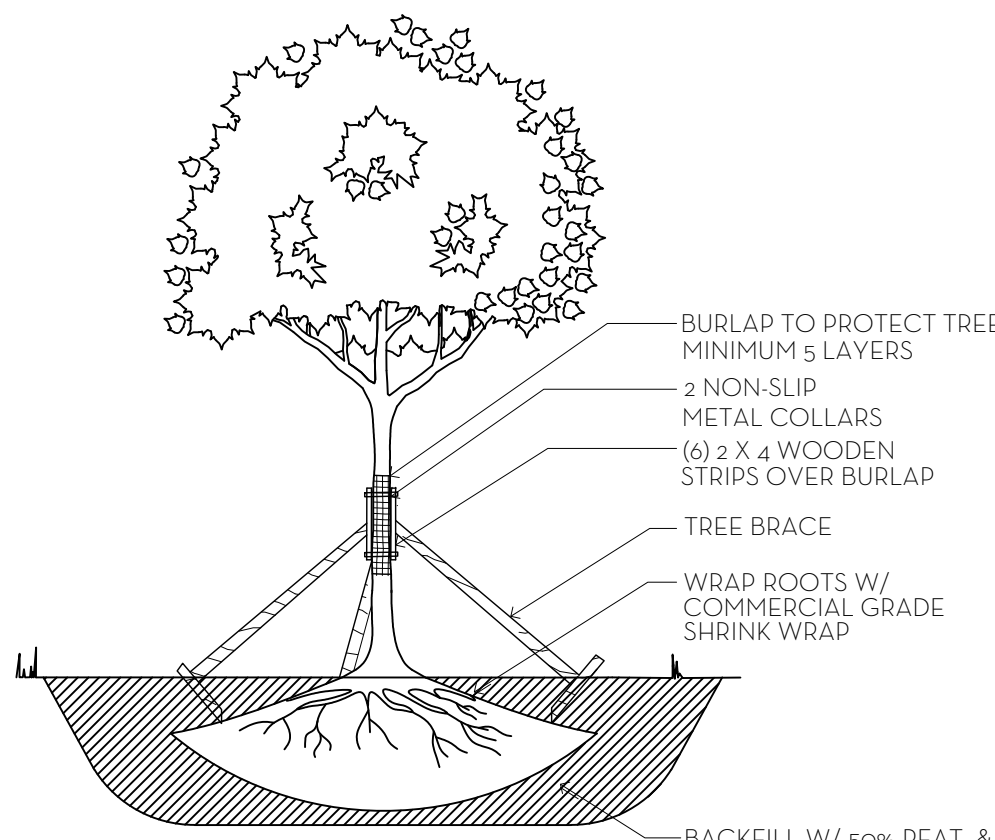 BURLAP TO PROTECT TREE
MINIMUM 5 LAYERS
2 NON-SLIP
METAL COLLARS
(6) 2 X 4 WOODEN
STRIPS OVER BURLAP
TREE BRACE
WRAP ROOTS W/
COMMERCIAL GRADE
SHRINK WRAP
BACKFILL W/ 50% PEAT &